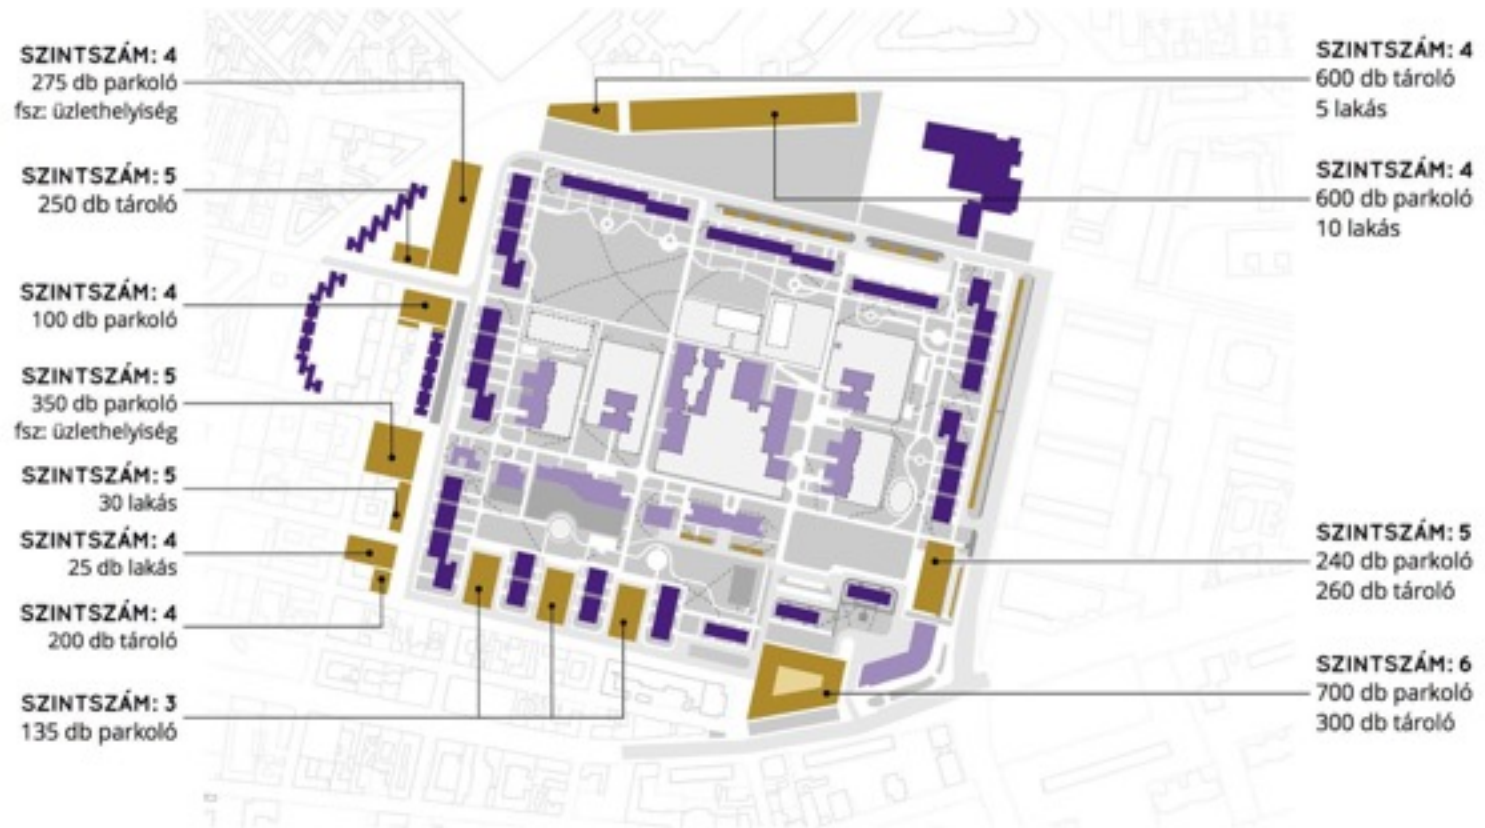 SZINTSZÁM: 4
275 db parkoló
fsz: üzlethelyiség
SZINTSZÁM: 5
250 db tároló
SZINTSZÁM: 4
100 db parkoló
SZINTSZÁM: 5
350 db parkoló
fsz: üzlethelyiség
SZINTSZÁM: 5
30 lakás
SZINTSZÁM: 4
25 db lakás
SZINTSZÁM: 4
200 db tároló
SZINTSZÁM: 3
135 db parkoló
SZINTSZÁM: 4
600 db tároló
5 lakás
SZINTSZÁM: 4
600 db parkoló
10 lakás
SZINTSZÁM: 5
240 db parkoló
260 db tároló
SZINTSZÁM: 6
700 db parkoló
300 db tároló